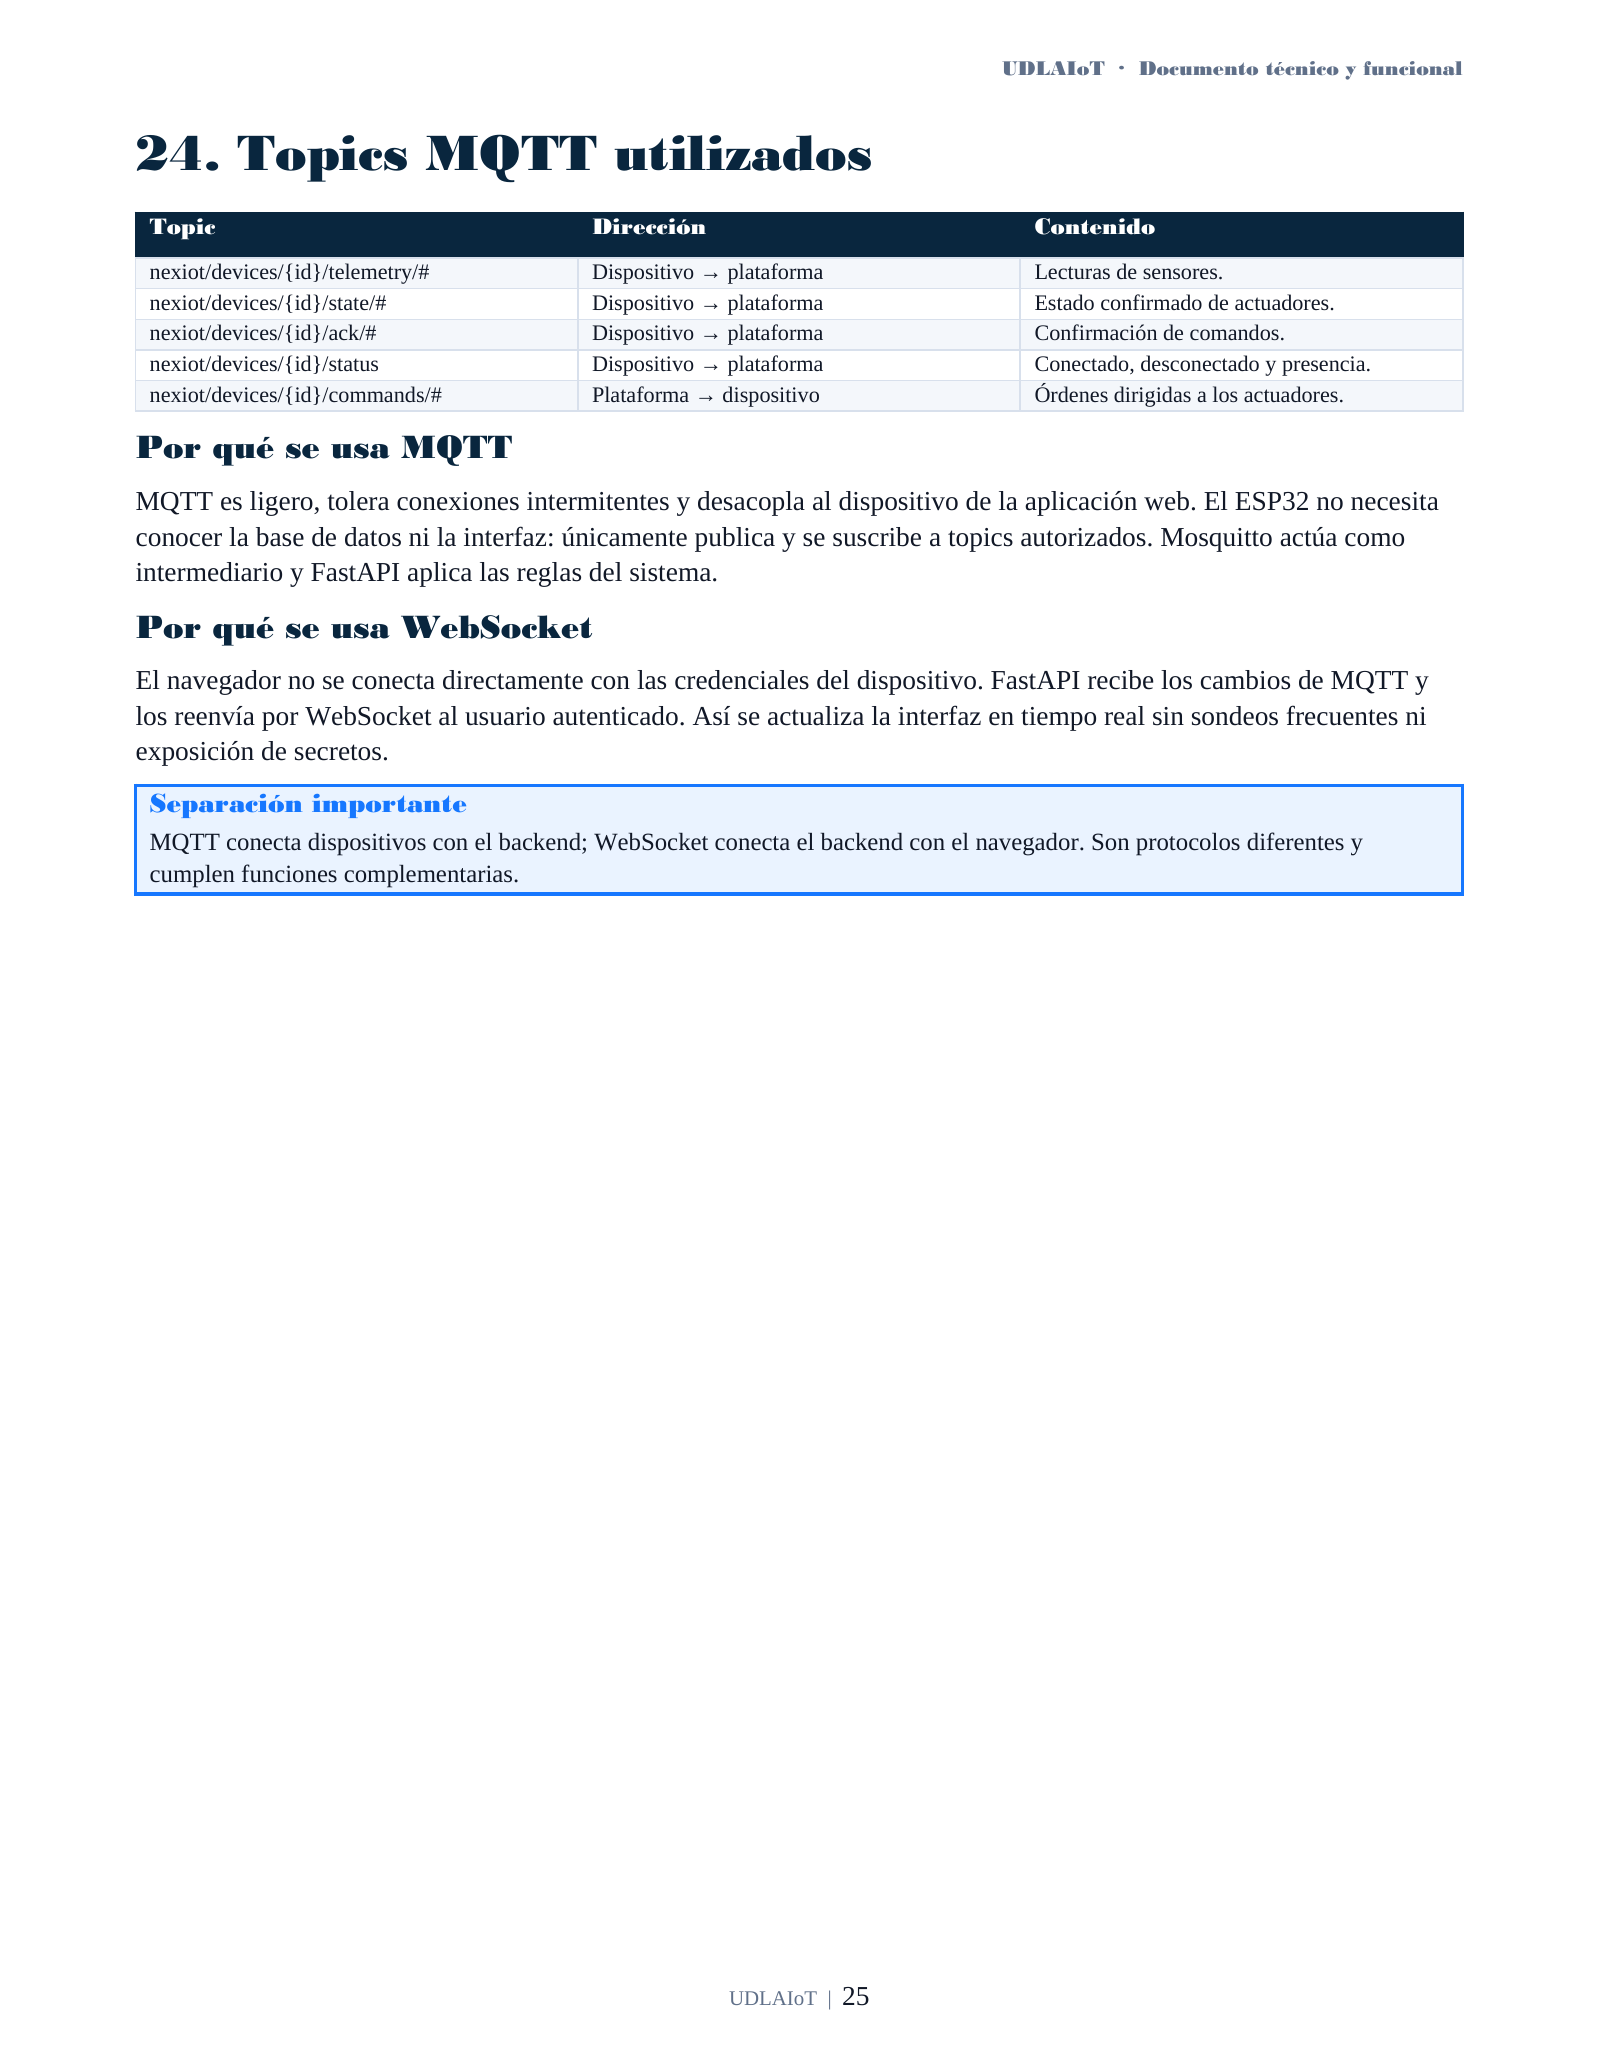 UDLAIoT · Documento técnico y funcional
24. Topics MQTT utilizados
Topic Dirección Contenido
nexiot/devices/{id}/telemetry/# Dispositivo → plataforma Lecturas de sensores.
nexiot/devices/{id}/state/# Dispositivo → plataforma Estado confirmado de actuadores.
nexiot/devices/{id}/ack/# Dispositivo → plataforma Confirmación de comandos.
nexiot/devices/{id}/status Dispositivo → plataforma Conectado, desconectado y presencia.
nexiot/devices/{id}/commands/# Plataforma → dispositivo Órdenes dirigidas a los actuadores.
Por qué se usa MQTT
MQTT es ligero, tolera conexiones intermitentes y desacopla al dispositivo de la aplicación web. El ESP32 no necesita
conocer la base de datos ni la interfaz: únicamente publica y se suscribe a topics autorizados. Mosquitto actúa como
intermediario y FastAPI aplica las reglas del sistema.
Por qué se usa WebSocket
El navegador no se conecta directamente con las credenciales del dispositivo. FastAPI recibe los cambios de MQTT y
los reenvía por WebSocket al usuario autenticado. Así se actualiza la interfaz en tiempo real sin sondeos frecuentes ni
exposición de secretos.
Separación importante
MQTT conecta dispositivos con el backend; WebSocket conecta el backend con el navegador. Son protocolos diferentes y
cumplen funciones complementarias.
UDLAIoT | 25